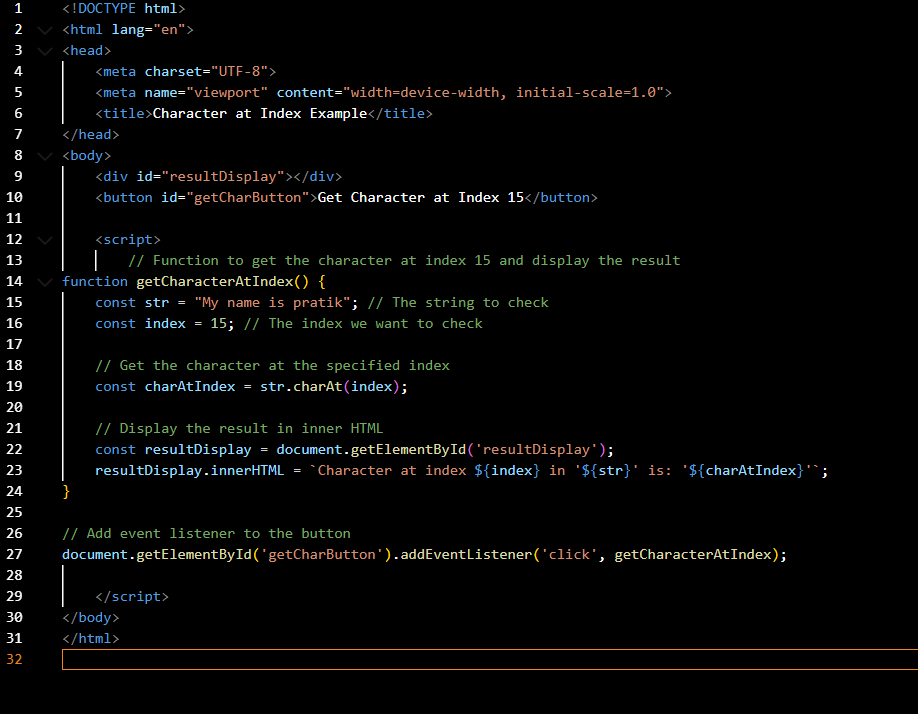 1 <!DOCTYPE html>
2 <html lang="en">
3 <head>
4 <meta charset="UTF-8">
5 <meta name="viewport" content="width=device-width, initial-scale=1.0">
6 <title>Character at Index Example</title>
7 </head>
8 <body>
9 <div id="resultDisplay"></div>
10 <button id="getCharButton">Get Character at Index 15</button>
11
12 <script>
13 // Function to get the character at index 15 and display the result
14 function getCharacterAtIndex() {
15 const str = "My name is pratik"; // The string to check
16 const index = 15; // The index we want to check
17
18 // Get the character at the specified index
19 const charAtIndex = str.charAt(index);
20
21 // Display the result in inner HTML
22 const resultDisplay = document.getElementById('resultDisplay');
23 resultDisplay.innerHTML = `Character at index ${index} in '${str}' is: '${charAtIndex}'`;
24 }
25
26 // Add event listener to the button
27 document.getElementById('getCharButton').addEventListener('click', getCharacterAtIndex);
28
29 </script>
30 </body>
31 </html>
32